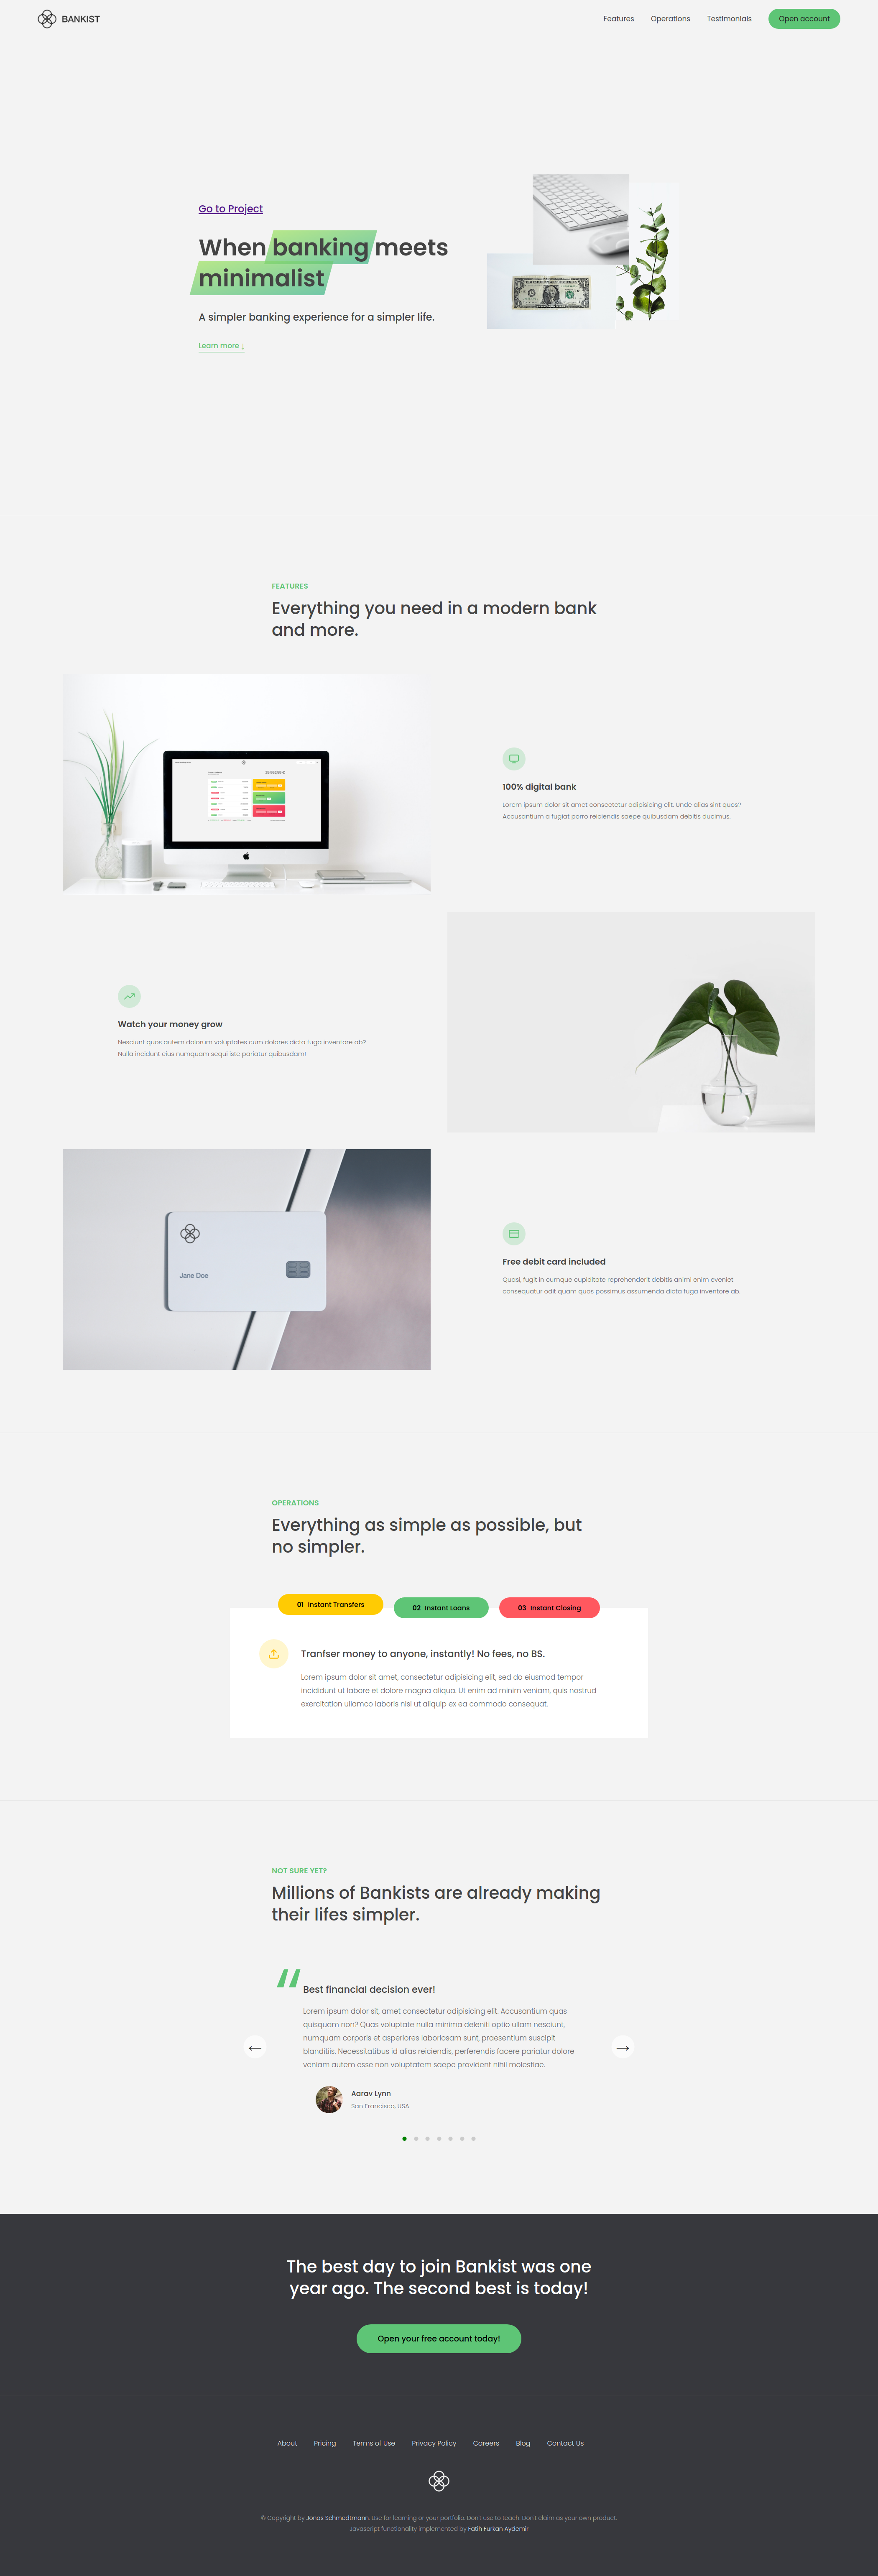 BANKIST
Features
Operations
Testimonials
Open account
Go to Project
When banking meets
minimalist
A simpler banking experience for a simpler life.
Learn more ↓
FEATURES
Everything you need in a modern bank
and more.
100% digital bank
Lorem ipsum dolor sit amet consectetur adipisicing elit. Unde alias sint quos?
Accusantium a fugiat porro reiciendis saepe quibusdam debitis ducimus.
Watch your money grow
Nesciunt quos autem dolorum voluptates cum dolores dicta fuga inventore ab?
Nulla incidunt eius numquam sequi iste pariatur quibusdam!
Jane Doe
Free debit card included
Quasi, fugit in cumque cupiditate reprehenderit debitis animi enim eveniet
consequatur odit quam quos possimus assumenda dicta fuga inventore ab.
OPERATIONS
Everything as simple as possible, but
no simpler.
01 Instant Transfers
02 Instant Loans
03 Instant Closing
Tranfser money to anyone, instantly! No fees, no BS.
Lorem ipsum dolor sit amet, consectetur adipisicing elit, sed do eiusmod tempor
incididunt ut labore et dolore magna aliqua. Ut enim ad minim veniam, quis nostrud
exercitation ullamco laboris nisi ut aliquip ex ea commodo consequat.
NOT SURE YET?
Millions of Bankists are already making
their lifes simpler.
Best financial decision ever!
Lorem ipsum dolor sit, amet consectetur adipisicing elit. Accusantium quas
quisquam non? Quas voluptate nulla minima deleniti optio ullam nesciunt,
numquam corporis et asperiores laboriosam sunt, praesentium suscipit
blanditiis. Necessitatibus id alias reiciendis, perferendis facere pariatur dolore
veniam autem esse non voluptatem saepe provident nihil molestiae.
Aarav Lynn
San Francisco, USA
The best day to join Bankist was one
year ago. The second best is today!
Open your free account today!
About
Pricing
Terms of Use
Privacy Policy
Careers
Blog
Contact Us
© Copyright by Jonas Schmedtmann. Use for learning or your portfolio. Don't use to teach. Don't claim as your own product.
Javascript functionality implemented by Fatih Furkan Aydemir